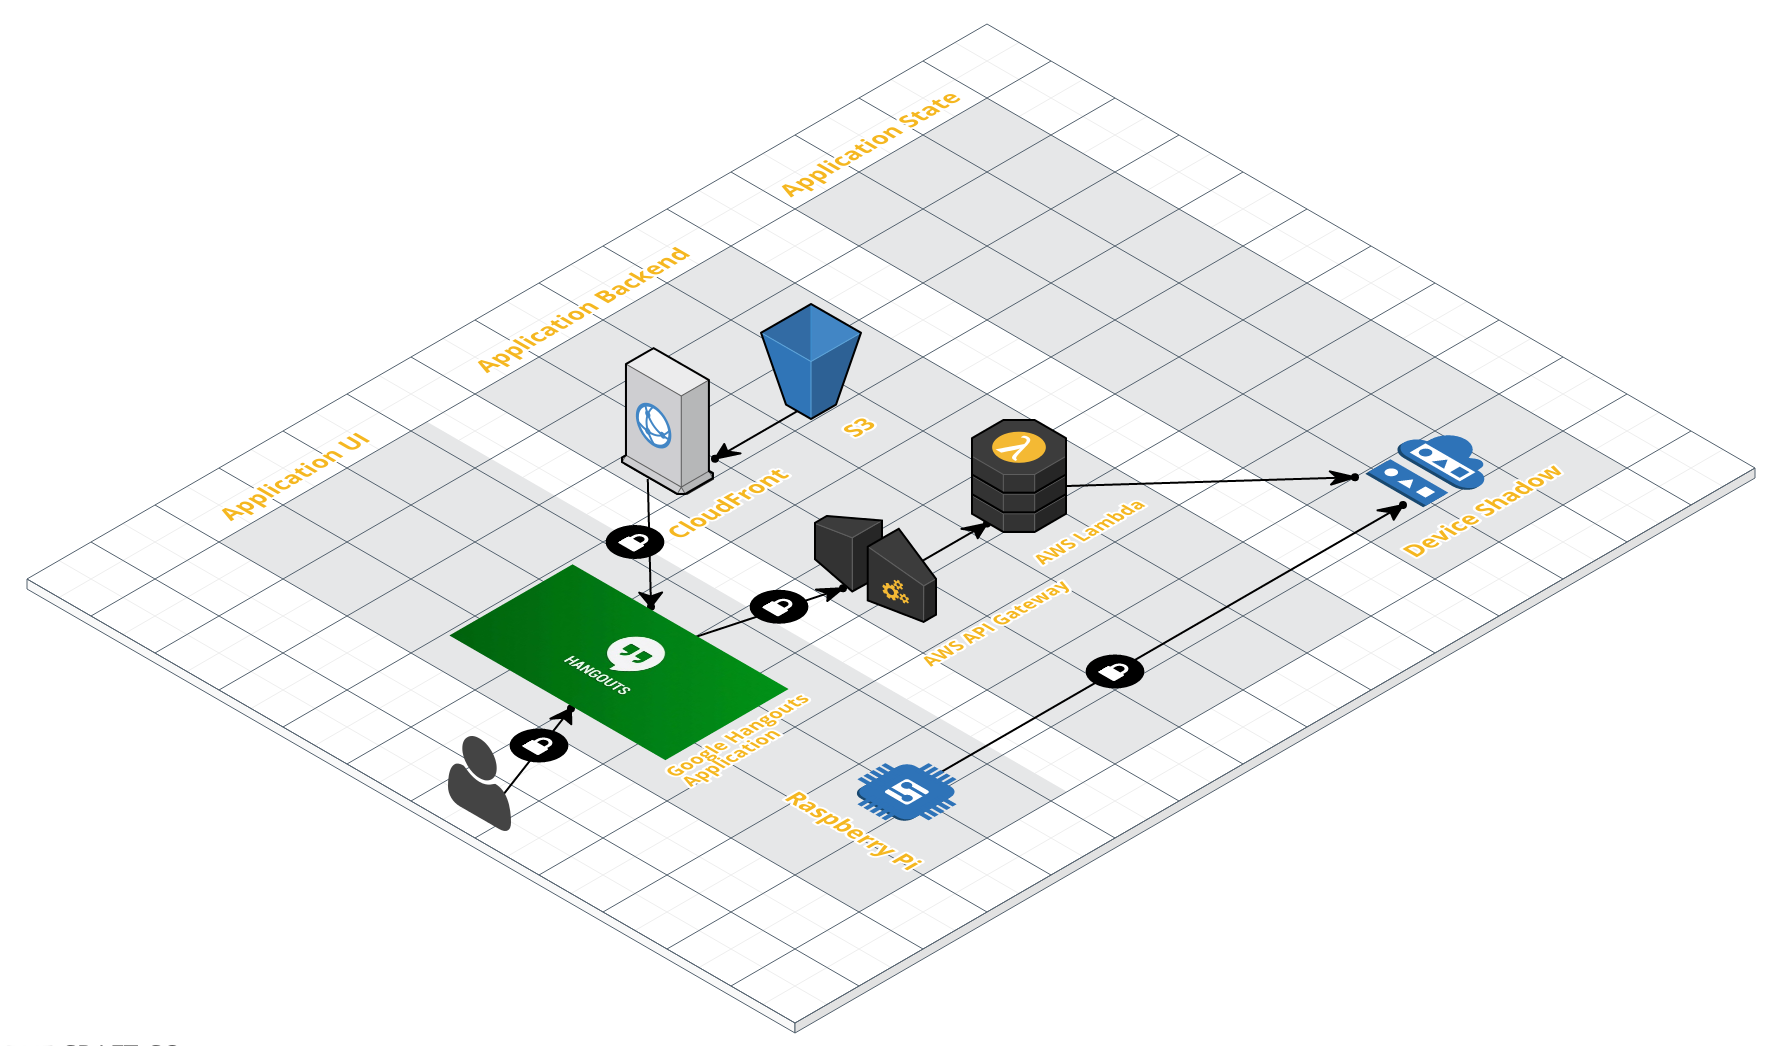 Application State
Application Backend
Application UI
S3
CloudFront
AWS Lambda
Device Shadow
AWS API Gateway
HANGOUTS
Google Hangouts
Application
Raspberry Pi